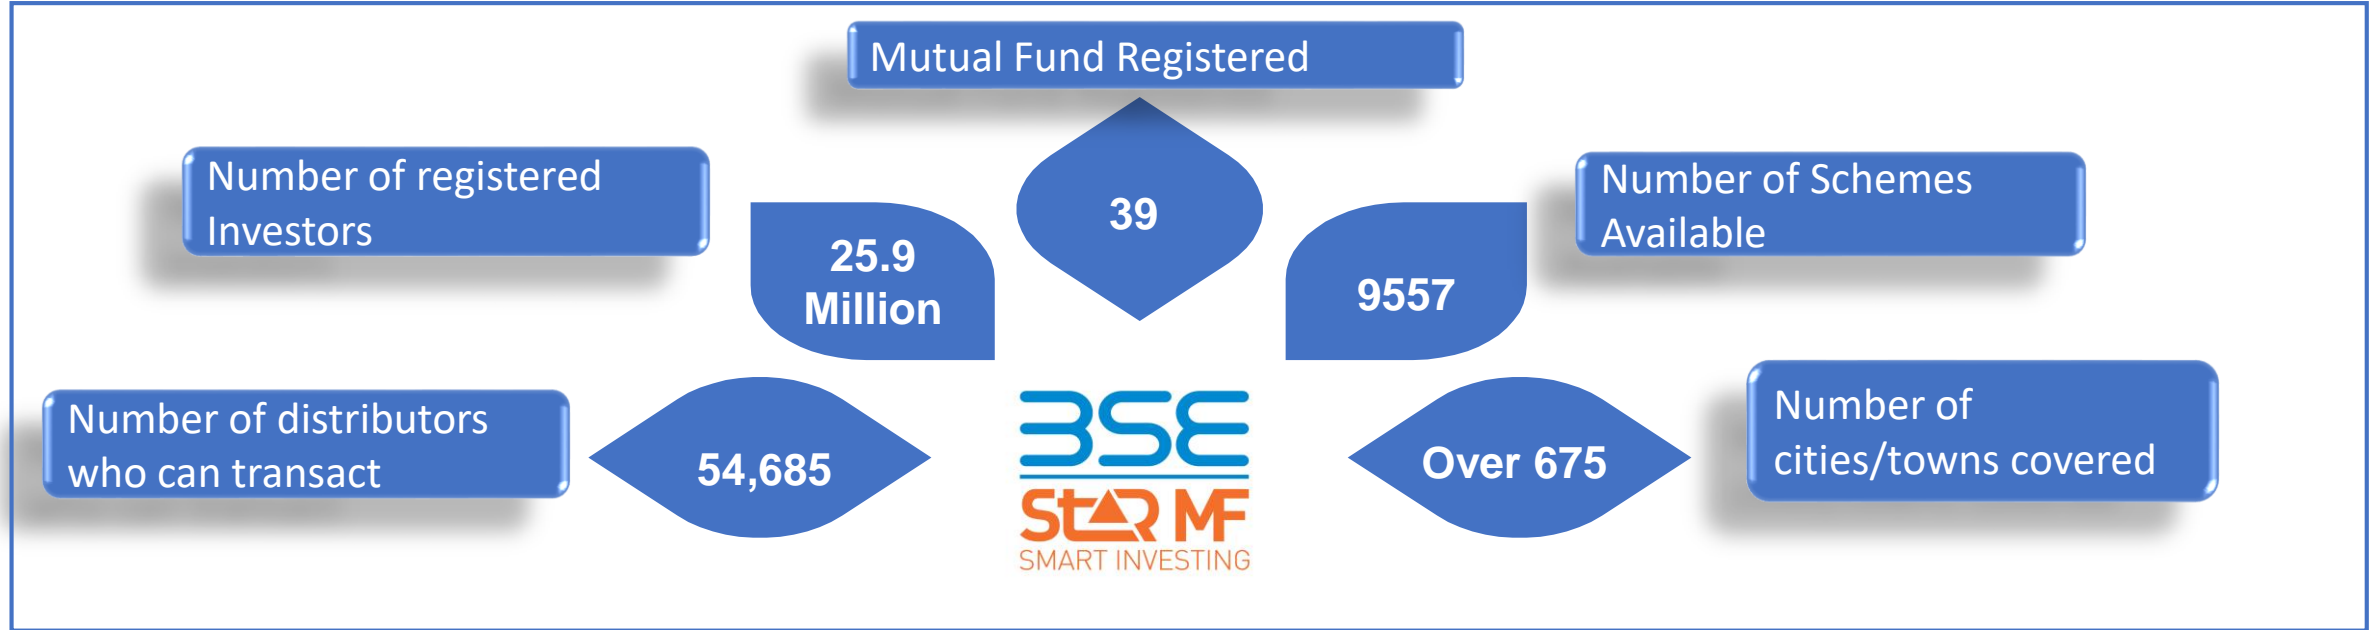 Mutual Fund Registered
39
Number of registered
Investors
25.9
Million
Number of Schemes
Available
9557
Number of distributors
who can transact
54,685
BSE
StAR MF
SMART INVESTING
Over 675
Number of
cities/towns covered